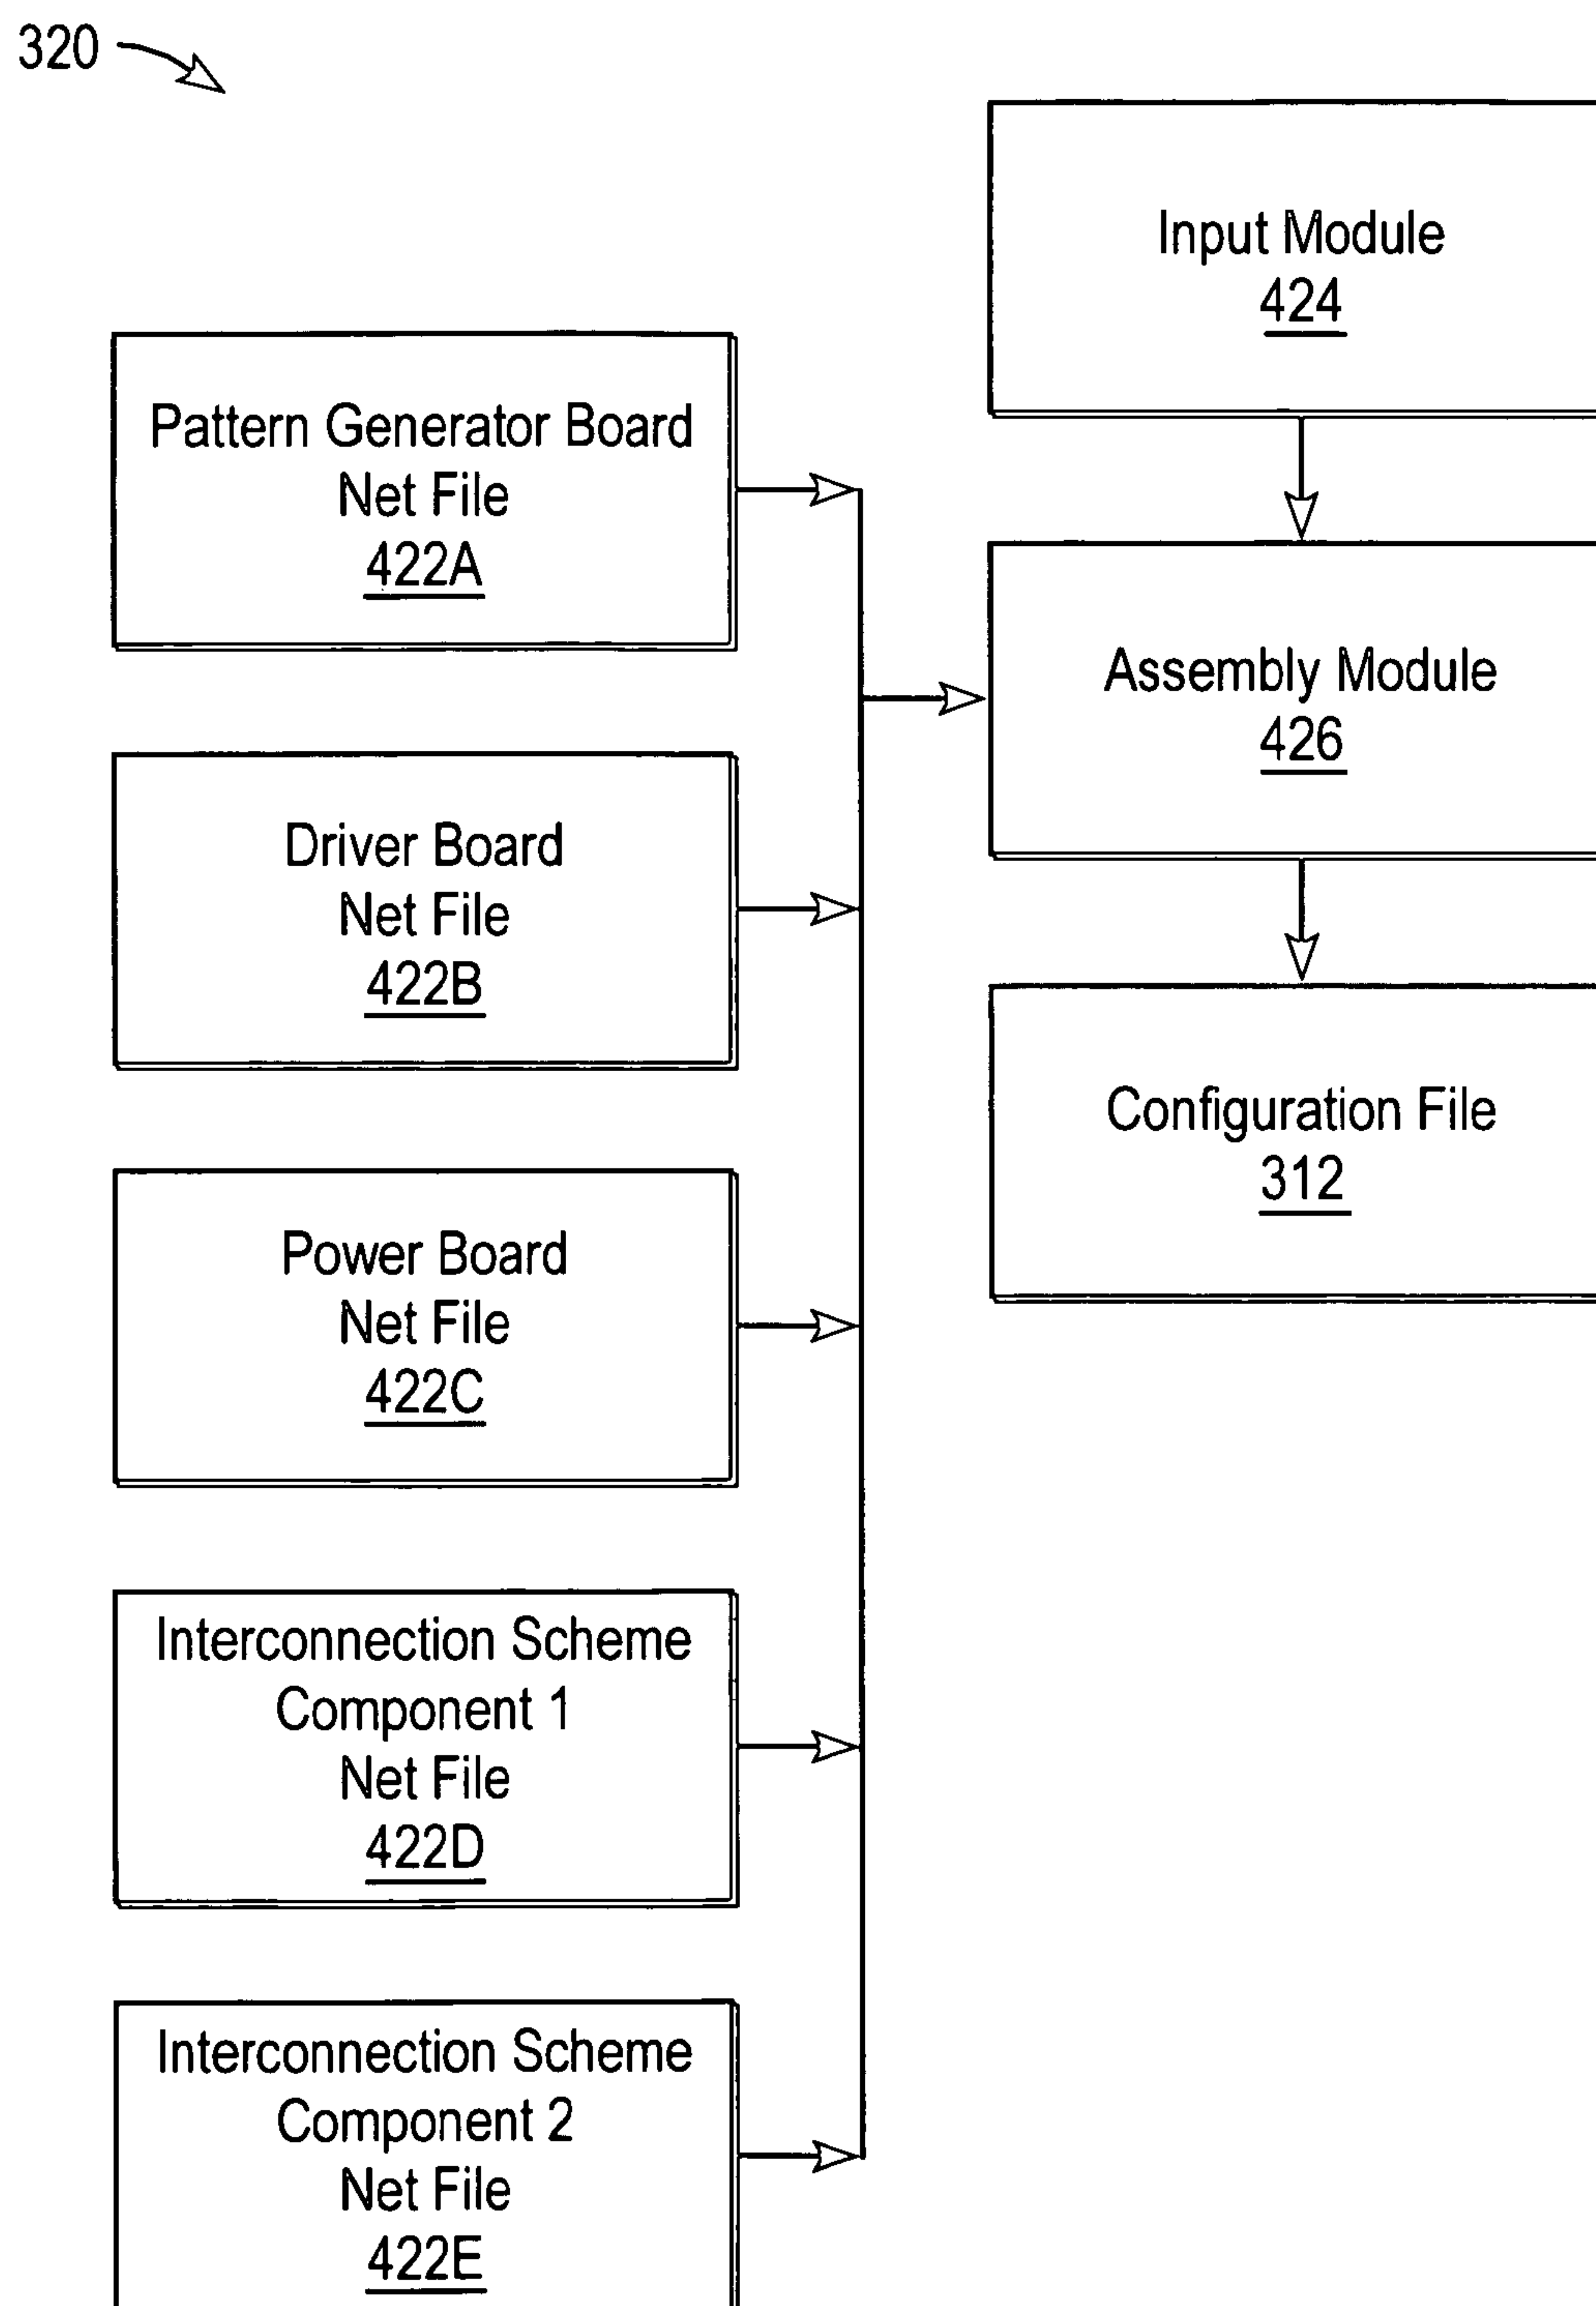 320
Input Module
424
Pattern Generator Board
Net File
422A
Assembly Module
426
Driver Board
Net File
422B
Configuration File
312
Power Board
Net File
422C
Interconnection Scheme
Component 1
Net File
422D
Interconnection Scheme
Component 2
Net File
422E